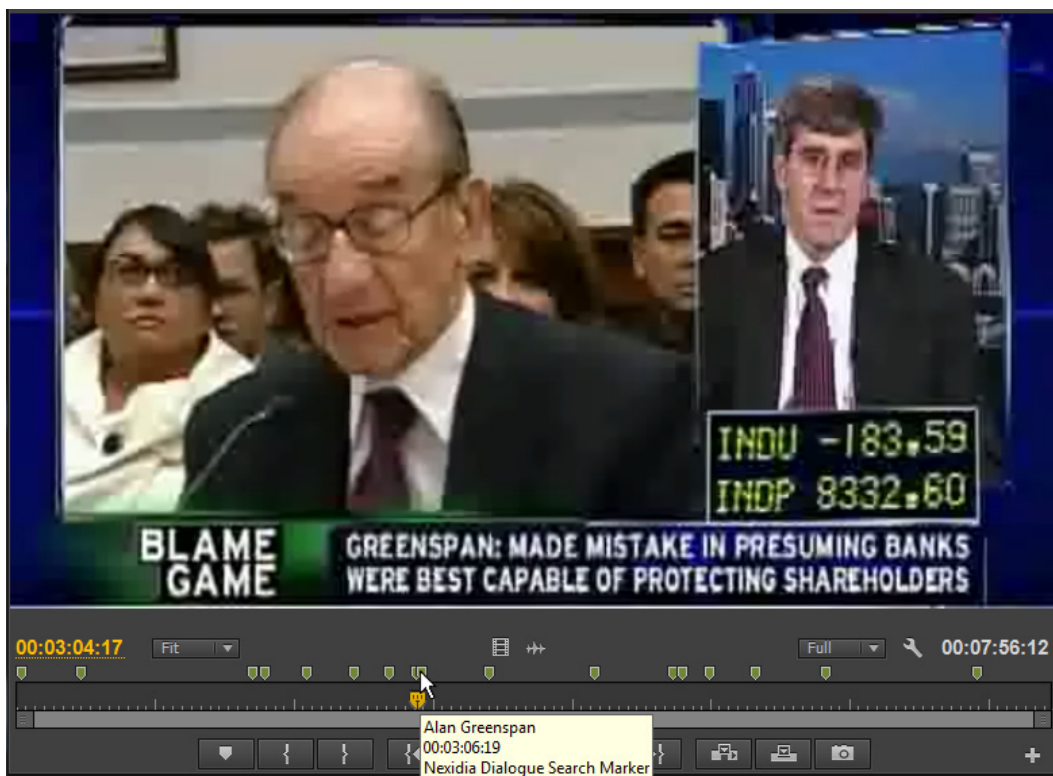 INDU -183.59
INDP 8332.60
BLAME
GAME
GREENSPAN: MADE MISTAKE IN PRESUMING BANKS
WERE BEST CAPABLE OF PROTECTING SHAREHOLDERS
00:03:04:17
Fit
Full
00:07:56:12
Alan Greenspan
00:03:06:19
Nexidia Dialogue Search Marker